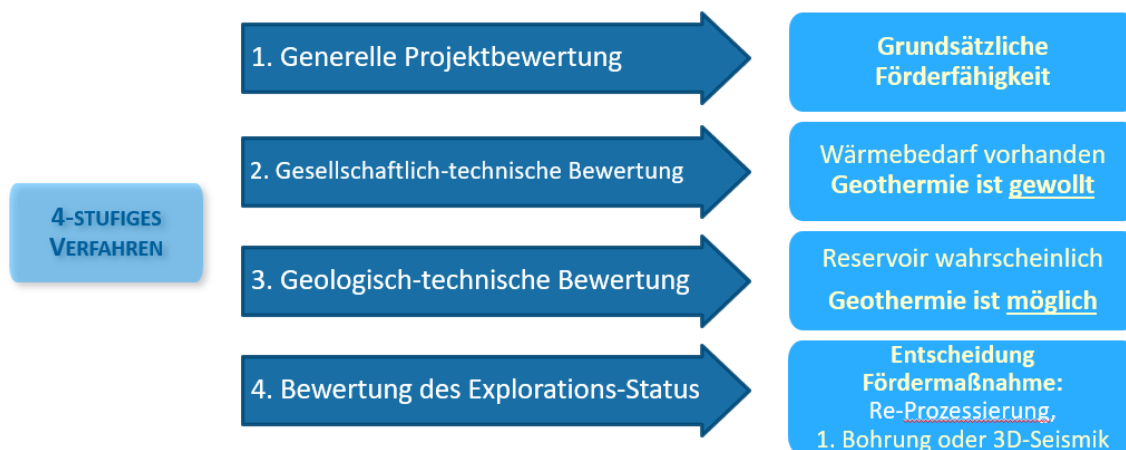 4-STUFIGES
VERFAHREN
1. Generelle Projektbewertung
Grundsätzliche
Förderfähigkeit
2. Gesellschaftlich-technische Bewertung
Wärmebedarf vorhanden
Geothermie ist gewollt
3. Geologisch-technische Bewertung
Reservoir wahrscheinlich
Geothermie ist möglich
4. Bewertung des Explorations-Status
Entscheidung
Fördermaßnahme:
Re-Prozessierung,
1. Bohrung oder 3D-Seismik